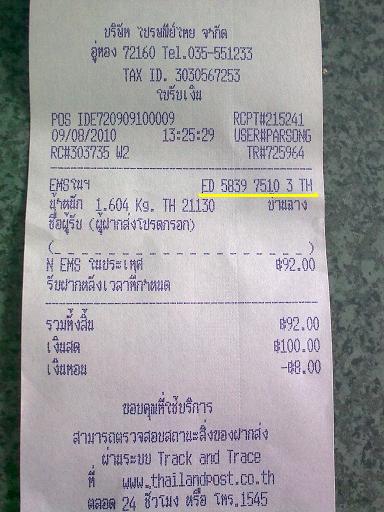 บริษัท ไปรษณีย์ไทย จำกัด
อู่ทอง 72160 Tel.035-551233
TAX ID. 3030567253
ใบรับเงิน
POS IDE720909100009 RCPT#215241
09/08/2010 13:25:29 USER#PARSONG
RC#303735 W2 TR#725964
EMSในฯ ED 5839 7510 3 TH
น้ำหนัก 1.604 Kg. TH 21130 บ้านฉาง
ชื่อผู้รับ (ผู้ฝากส่งโปรดกรอก)
(_ )
N EMS ในประเทศ ฿92.00
รับฝากหลังเวลาที่กำหนด
รวมทั้งสิ้น ฿92.00
เงินสด ฿100.00
เงินทอน -฿8.00
ขอบคุณที่ใช้บริการ
สามารถตรวจสอบสถานะสิ่งของฝากส่ง
ผ่านระบบ Track and Trace
ที่ www.thailandpost.co.th
ตลอด 24 ชั่วโมง หรือ โทร.1545